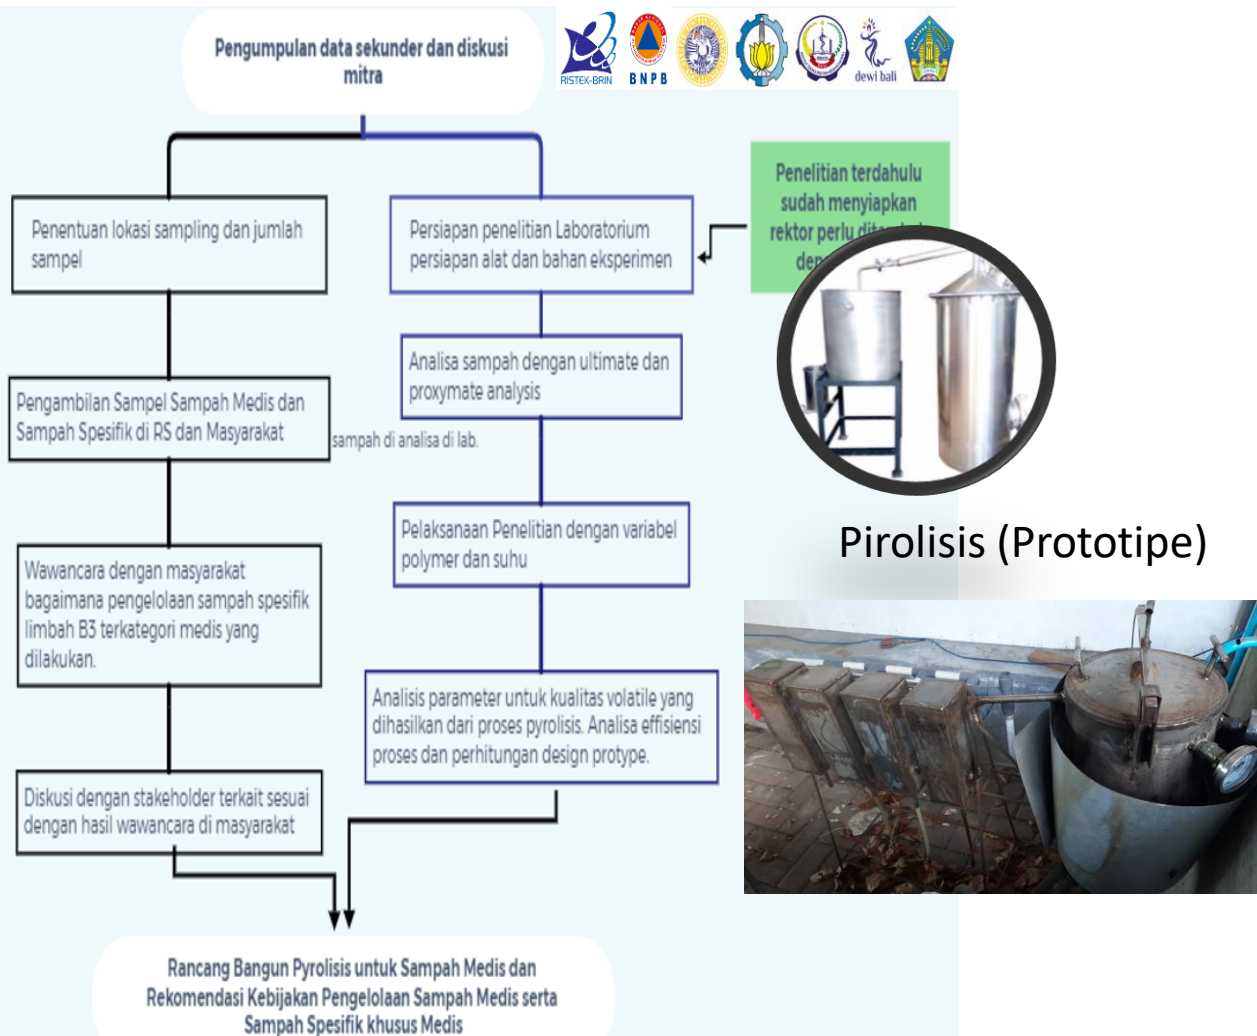 Pengumpulan data sekunder dan diskusi
mitra
RISTEK-BRIN
BNPB
dewi bali
Penentuan lokasi sampling dan jumlah
sampel
Persiapan penelitian Laboratorium
persiapan alat dan bahan eksperimen
Penelitian terdahulu
sudah menyiapkan
rektor perlu
Pengambilan Sampel Sampah Medis dan
Sampah Spesifik di RS dan Masyarakat
sampah di analisa di lab.
Analisa sampah dengan ultimate dan
proxymate analysis
Wawancara dengan masyarakat
bagaimana pengelolaan sampah spesifik
limbah B3 terkategori medis yang
dilakukan.
Pelaksanaan Penelitian dengan variabel
polymer dan suhu
Diskusi dengan stakeholder terkait sesuai
dengan hasil wawancara di masyarakat
Analisis parameter untuk kualitas volatile yang
dihasilkan dari proses pyrolisis. Analisa effisiensi
proses dan perhitungan design protype.
Pirolisis (Prototipe)
Rancang Bangun Pyrolisis untuk Sampah Medis dan
Rekomendasi Kebijakan Pengelolaan Sampah Medis serta
Sampah Spesifik khusus Medis